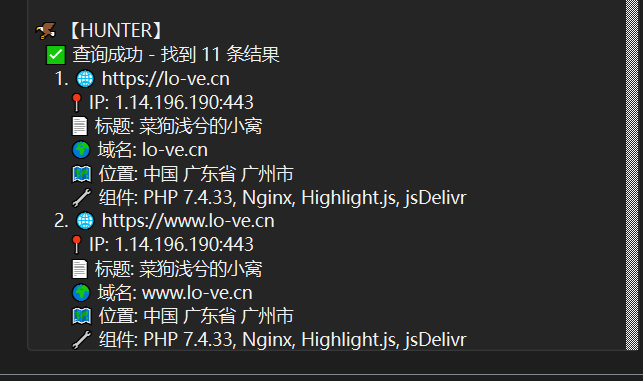 【HUNTER】
✅ 查询成功 - 找到 11 条结果
1. 🌐 https://lo-ve.cn
📍 IP: 1.14.196.190:443
📄 标题: 菜狗浅兮的小窝
🌍 域名: lo-ve.cn
🗺️ 位置: 中国 广东省 广州市
🔧 组件: PHP 7.4.33, Nginx, Highlight.js, jsDelivr
2. 🌐 https://www.lo-ve.cn
📍 IP: 1.14.196.190:443
📄 标题: 菜狗浅兮的小窝
🌍 域名: www.lo-ve.cn
🗺️ 位置: 中国 广东省 广州市
🔧 组件: PHP 7.4.33, Nginx, Highlight.js, jsDelivr